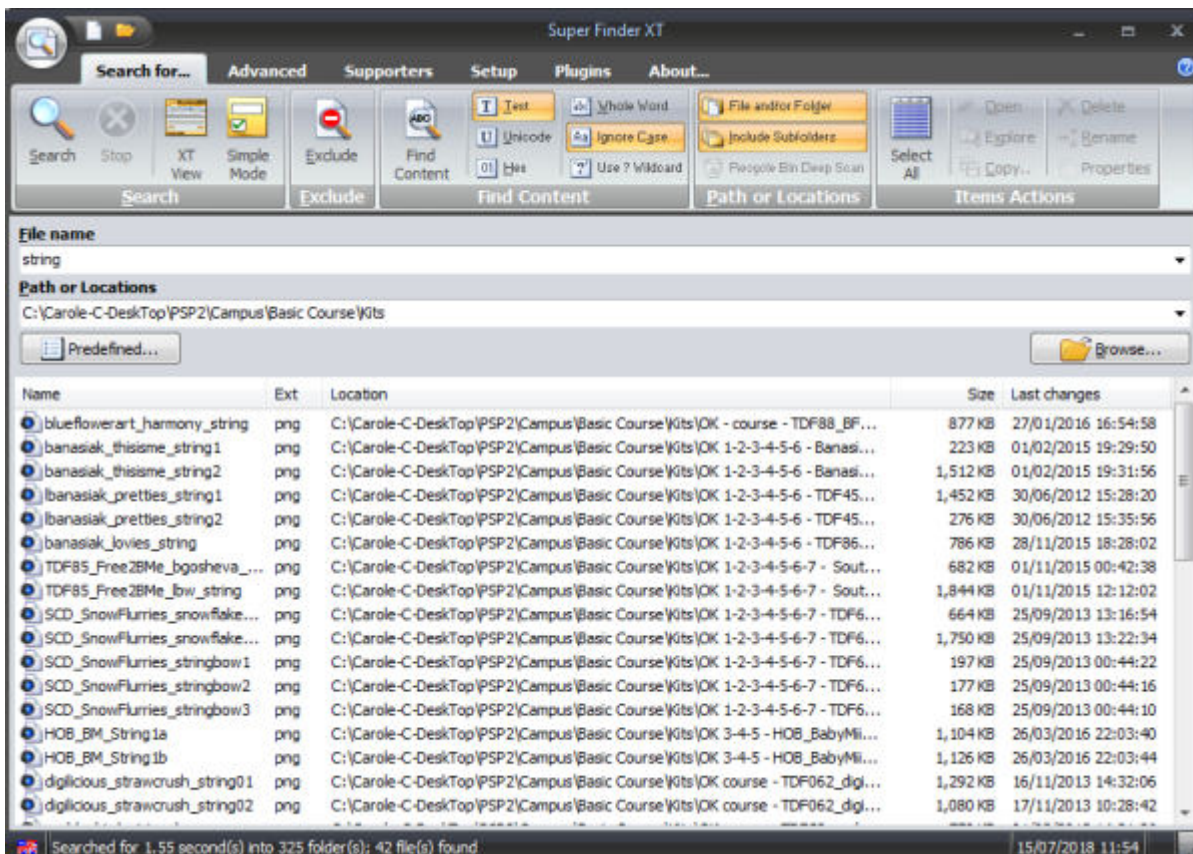 Super Finder XT
Search for... Advanced Supporters Setup Plugins About...
Search Stop XT View Simple Mode Exclude Find Content Text Unicode Hex Whole Word Ignore Case Use ? Wildcard File and/or Folder Include Subfolders Recycle Bin Deep Scan Select All Open Explore Copy... Delete Rename Properties
Search Exclude Find Content Path or Locations Items Actions
File name
string
Path or Locations
C:\Carole-C-DeskTop\PSP2\Campus\Basic Course\Kits
Predefined... Browse...
Name Ext Location Size Last changes
blueflowerart_harmony_string png C:\Carole-C-DeskTop\PSP2\Campus\Basic Course\Kits\OK - course - TDF88_BF... 877 KB 27/01/2016 16:54:58
banasiak_thisisme_string1 png C:\Carole-C-DeskTop\PSP2\Campus\Basic Course\Kits\OK 1-2-3-4-5-6 - Banasi... 223 KB 01/02/2015 19:29:50
banasiak_thisisme_string2 png C:\Carole-C-DeskTop\PSP2\Campus\Basic Course\Kits\OK 1-2-3-4-5-6 - Banasi... 1,512 KB 01/02/2015 19:31:56
lbanasiak_pretties_string1 png C:\Carole-C-DeskTop\PSP2\Campus\Basic Course\Kits\OK 1-2-3-4-5-6 - TDF45... 1,452 KB 30/06/2012 15:28:20
lbanasiak_pretties_string2 png C:\Carole-C-DeskTop\PSP2\Campus\Basic Course\Kits\OK 1-2-3-4-5-6 - TDF45... 276 KB 30/06/2012 15:35:56
banasiak_lovies_string png C:\Carole-C-DeskTop\PSP2\Campus\Basic Course\Kits\OK 1-2-3-4-5-6 - TDF86... 786 KB 28/11/2015 18:28:02
TDF85_Free2BMe_bgosheva_... png C:\Carole-C-DeskTop\PSP2\Campus\Basic Course\Kits\OK 1-2-3-4-5-6-7 - Sout... 682 KB 01/11/2015 00:42:38
TDF85_Free2BMe_lbw_string png C:\Carole-C-DeskTop\PSP2\Campus\Basic Course\Kits\OK 1-2-3-4-5-6-7 - Sout... 1,844 KB 01/11/2015 12:12:02
SCD_SnowFlurries_snowflake... png C:\Carole-C-DeskTop\PSP2\Campus\Basic Course\Kits\OK 1-2-3-4-5-6-7 - TDF6... 664 KB 25/09/2013 13:16:54
SCD_SnowFlurries_snowflake... png C:\Carole-C-DeskTop\PSP2\Campus\Basic Course\Kits\OK 1-2-3-4-5-6-7 - TDF6... 1,750 KB 25/09/2013 13:22:34
SCD_SnowFlurries_stringbow1 png C:\Carole-C-DeskTop\PSP2\Campus\Basic Course\Kits\OK 1-2-3-4-5-6-7 - TDF6... 197 KB 25/09/2013 00:44:22
SCD_SnowFlurries_stringbow2 png C:\Carole-C-DeskTop\PSP2\Campus\Basic Course\Kits\OK 1-2-3-4-5-6-7 - TDF6... 177 KB 25/09/2013 00:44:16
SCD_SnowFlurries_stringbow3 png C:\Carole-C-DeskTop\PSP2\Campus\Basic Course\Kits\OK 1-2-3-4-5-6-7 - TDF6... 168 KB 25/09/2013 00:44:10
HOB_BM_String1a png C:\Carole-C-DeskTop\PSP2\Campus\Basic Course\Kits\OK 3-4-5 - HOB_BabyMii... 1,104 KB 26/03/2016 22:03:40
HOB_BM_String1b png C:\Carole-C-DeskTop\PSP2\Campus\Basic Course\Kits\OK 3-4-5 - HOB_BabyMii... 1,126 KB 26/03/2016 22:03:44
digilicious_strawcrush_string01 png C:\Carole-C-DeskTop\PSP2\Campus\Basic Course\Kits\OK course - TDF062_digi... 1,292 KB 16/11/2013 14:32:06
digilicious_strawcrush_string02 png C:\Carole-C-DeskTop\PSP2\Campus\Basic Course\Kits\OK course - TDF062_digi... 1,080 KB 17/11/2013 10:28:42
Searched for 1.55 second(s) into 325 folder(s); 42 file(s) found 15/07/2018 11:54